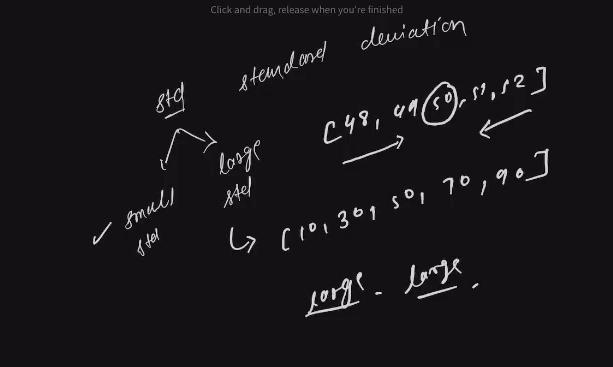 Click and drag, release when you're finished
standard deviation
std
[48, 49, 50, 51, 52]
large
std
small
std
[10, 30, 50, 70, 90]
large - large.